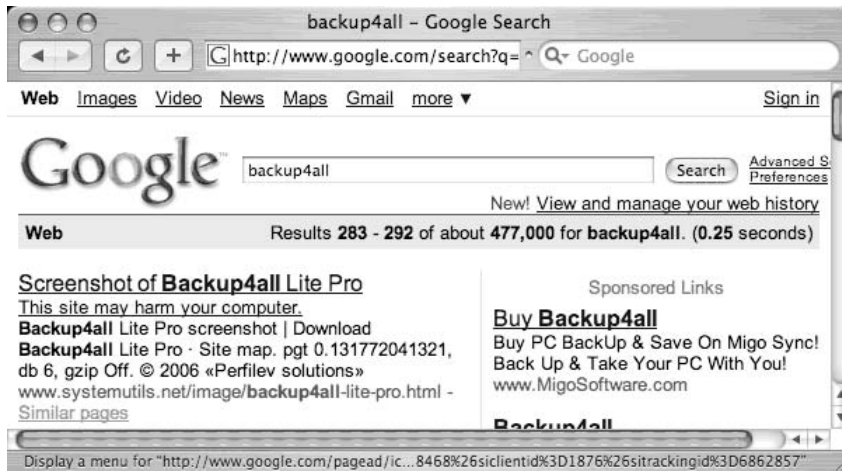 backup4all – Google Search
http://www.google.com/search?q=
Google
Web Images Video News Maps Gmail more ▼ Sign in
Google™
backup4all
Search
Advanced S
Preferences
New! View and manage your web history
Web Results 283 - 292 of about 477,000 for backup4all. (0.25 seconds)
Screenshot of Backup4all Lite Pro
This site may harm your computer.
Backup4all Lite Pro screenshot | Download
Backup4all Lite Pro · Site map. pgt 0.131772041321,
db 6, gzip Off. © 2006 «Perfilev solutions»
www.systemutils.net/image/backup4all-lite-pro.html -
Similar pages
Sponsored Links
Buy Backup4all
Buy PC BackUp & Save On Migo Sync!
Back Up & Take Your PC With You!
www.MigoSoftware.com
Backup4all
Display a menu for "http://www.google.com/pagead/ic...8468%26siclientid%3D1876%26sitrackingid%3D6862857"